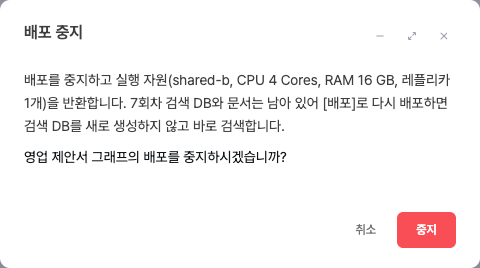 배포 중지
배포를 중지하고 실행 자원(shared-b, CPU 4 Cores, RAM 16 GB, 레플리카
1개)을 반환합니다. 7회차 검색 DB와 문서는 남아 있어 [배포]로 다시 배포하면
검색 DB를 새로 생성하지 않고 바로 검색합니다.
영업 제안서 그래프의 배포를 중지하시겠습니까?
취소
중지